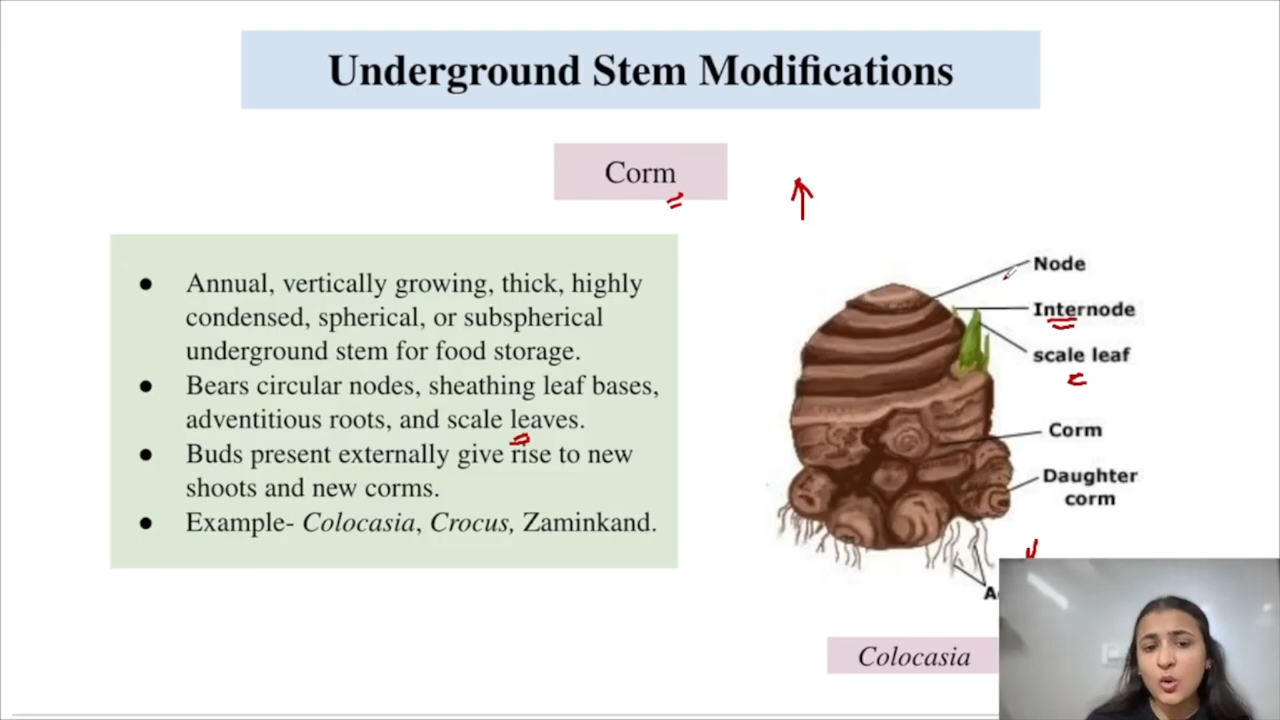 Underground Stem Modifications
Corm
● Annual, vertically growing, thick, highly
condensed, spherical, or subspherical
underground stem for food storage.
● Bears circular nodes, sheathing leaf bases,
adventitious roots, and scale leaves.
● Buds present externally give rise to new
shoots and new corms.
● Example- Colocasia, Crocus, Zaminkand.
Node
Internode
scale leaf
Corm
Daughter
corm
Colocasia